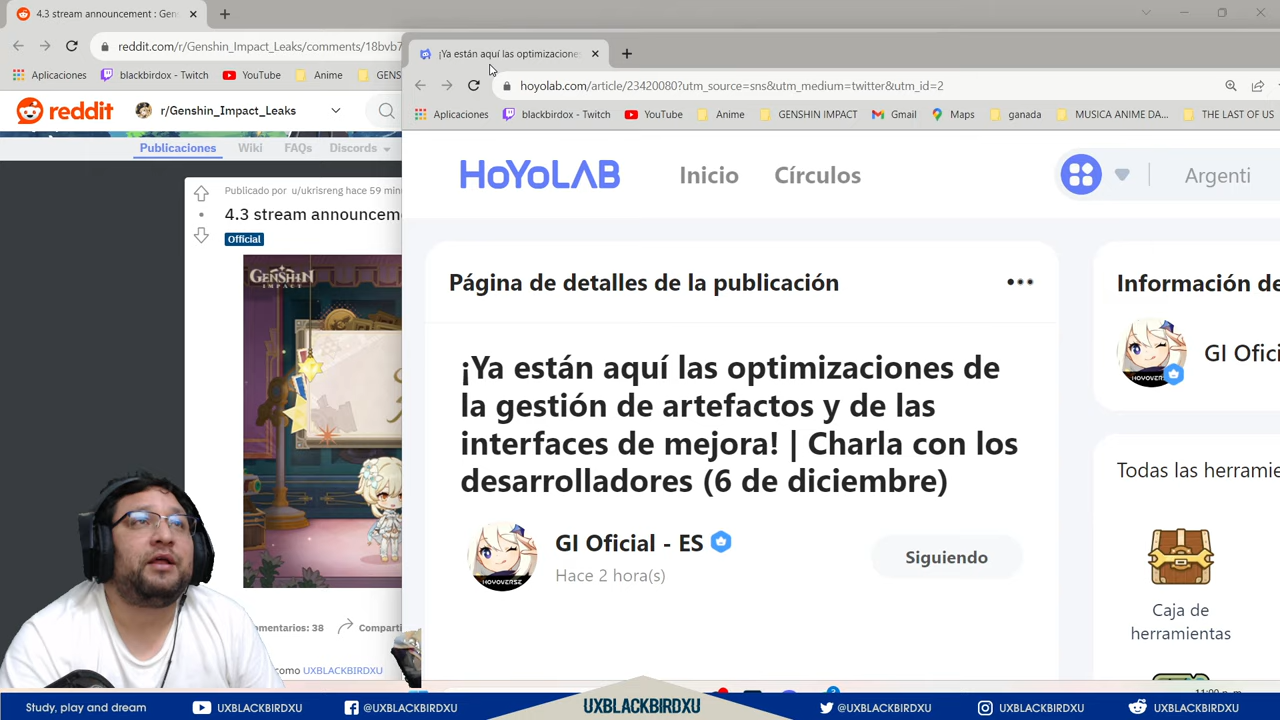 4.3 stream announcement : Gen
reddit.com/r/Genshin_Impact_Leaks/comments/18bvb7
Aplicaciones
blackbirdox - Twitch
YouTube
Anime
GENS
reddit
r/Genshin_Impact_Leaks
Publicaciones
Wiki
FAQs
Discords
Publicado por u/ukrisreng hace 59 minu
4.3 stream announcem
Official
GENSHIN
IMPACT
omentarios: 38
Comparti
como UXBLACKBIRDXU
¡Ya están aquí las optimizaciones
hoyolab.com/article/23420080?utm_source=sns&utm_medium=twitter&utm_id=2
Aplicaciones
blackbirdox - Twitch
YouTube
Anime
GENSHIN IMPACT
Gmail
Maps
ganada
MUSICA ANIME DA...
THE LAST OF US
HoYoLAB
Inicio
Círculos
Argenti
Página de detalles de la publicación
¡Ya están aquí las optimizaciones de
la gestión de artefactos y de las
interfaces de mejora! | Charla con los
desarrolladores (6 de diciembre)
GI Oficial - ES
Hace 2 hora(s)
Siguiendo
HOYOVERSE
Información de
HOYOVERSE
GI Ofici
Todas las herramie
Caja de
herramientas
Study, play and dream
UXBLACKBIRDXU
@UXBLACKBIRDXU
UXBLACKBIRDXU
@UXBLACKBIRDXU
UXBLACKBIRDXU
UXBLACKBIRDXU